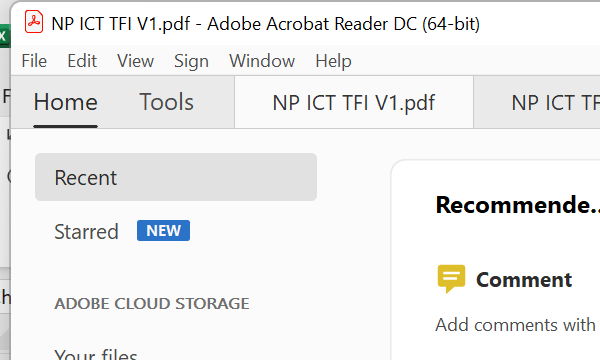 NP ICT TFI V1.pdf - Adobe Acrobat Reader DC (64-bit)
File Edit View Sign Window Help
Home Tools NP ICT TFI V1.pdf NP ICT TF
Recent
Starred NEW
ADOBE CLOUD STORAGE
Your files
Recommende..
Comment
Add comments with